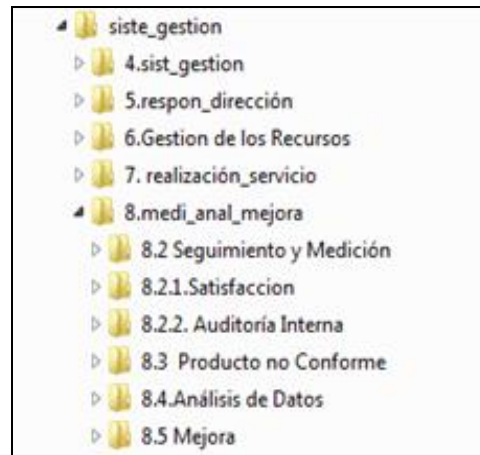 siste_gestion
4.sist_gestion
5.respon_dirección
6.Gestion de los Recursos
7. realización_servicio
8.medi_anal_mejora
8.2 Seguimiento y Medición
8.2.1.Satisfaccion
8.2.2. Auditoría Interna
8.3 Producto no Conforme
8.4.Análisis de Datos
8.5 Mejora